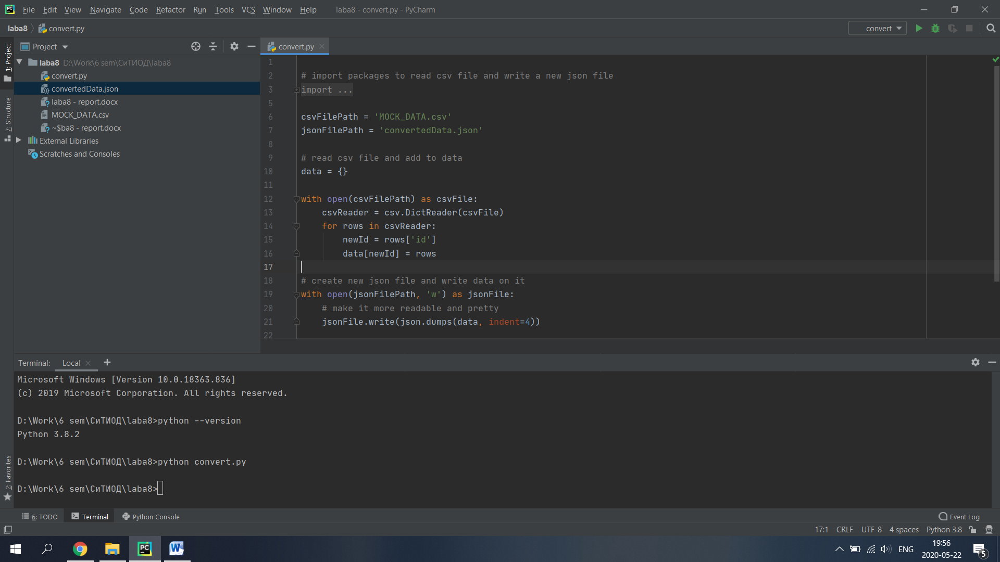 File Edit View Navigate Code Refactor Run Tools VCS Window Help laba8 - convert.py - PyCharm
laba8 convert.py convert
1: Project
7: Structure
2: Favorites
Project
laba8 D:\Work\6 sem\СиТИОД\laba8
convert.py
convertedData.json
laba8 - report.docx
MOCK_DATA.csv
~$ba8 - report.docx
External Libraries
Scratches and Consoles
convert.py
1
2 # import packages to read csv file and write a new json file
3 import ...
5
6 csvFilePath = 'MOCK_DATA.csv'
7 jsonFilePath = 'convertedData.json'
8
9 # read csv file and add to data
10 data = {}
11
12 with open(csvFilePath) as csvFile:
13 csvReader = csv.DictReader(csvFile)
14 for rows in csvReader:
15 newId = rows['id']
16 data[newId] = rows
17
18 # create new json file and write data on it
19 with open(jsonFilePath, 'w') as jsonFile:
20 # make it more readable and pretty
21 jsonFile.write(json.dumps(data, indent=4))
22
Terminal: Local
Microsoft Windows [Version 10.0.18363.836]
(c) 2019 Microsoft Corporation. All rights reserved.
D:\Work\6 sem\СиТИОД\laba8>python --version
Python 3.8.2
D:\Work\6 sem\СиТИОД\laba8>python convert.py
D:\Work\6 sem\СиТИОД\laba8>
6: TODO Terminal Python Console Event Log
17:1 CRLF UTF-8 4 spaces Python 3.8
ENG
19:56
2020-05-22
5